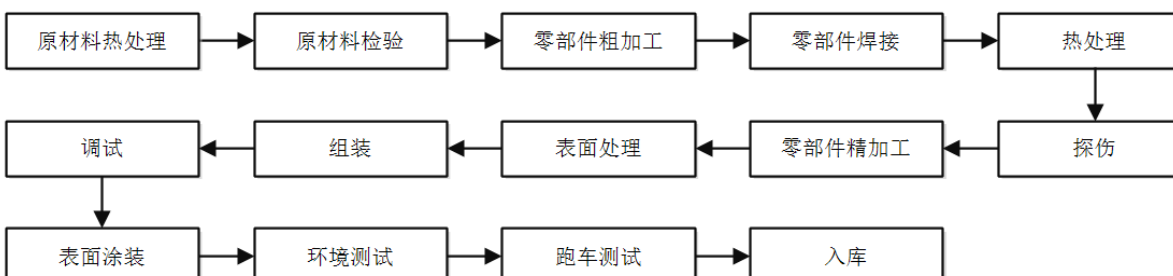 原材料热处理
原材料检验
零部件粗加工
零部件焊接
热处理
探伤
零部件精加工
表面处理
组装
调试
表面涂装
环境测试
跑车测试
入库